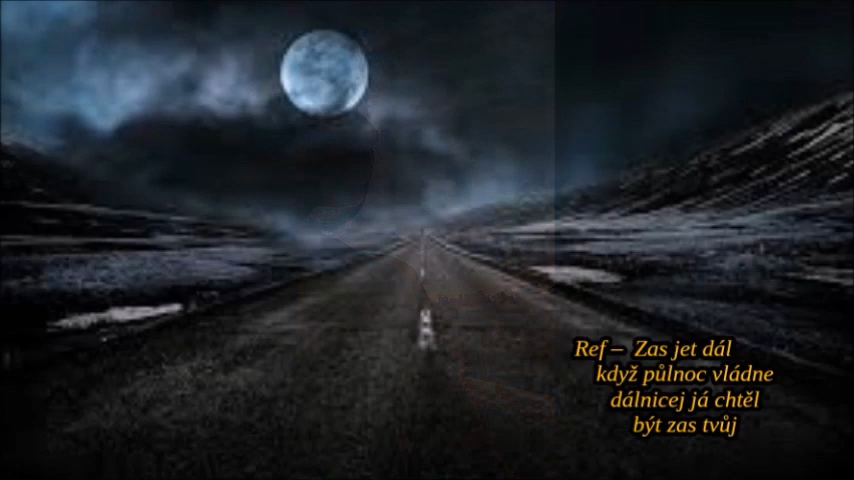 Ref – Zas jet dál
když půlnoc vládne
dálnicej já chtěl
být zas tvůj